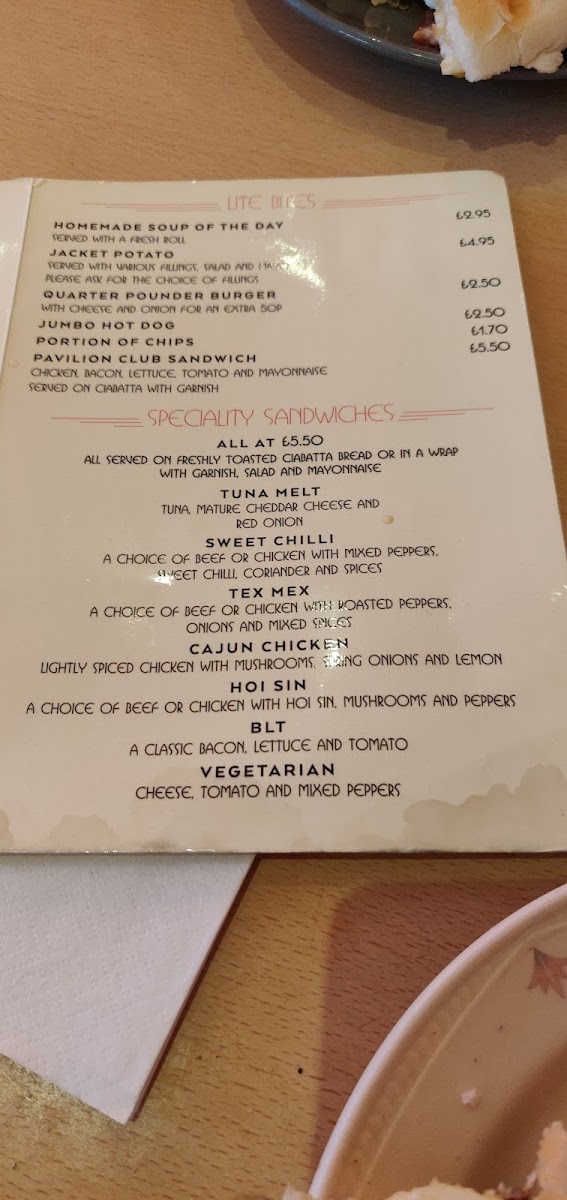 LITE BITES
HOMEMADE SOUP OF THE DAY £2.95
SERVED WITH A FRESH ROLL
JACKET POTATO £4.95
SERVED WITH VARIOUS FILLINGS, SALAD AND MAYO
PLEASE ASK FOR THE CHOICE OF FILLINGS
QUARTER POUNDER BURGER £2.50
WITH CHEESE AND ONION FOR AN EXTRA 50P
JUMBO HOT DOG £2.50
PORTION OF CHIPS £1.70
PAVILION CLUB SANDWICH £5.50
CHICKEN, BACON, LETTUCE, TOMATO AND MAYONNAISE
SERVED ON CIABATTA WITH GARNISH
SPECIALITY SANDWICHES
ALL AT £5.50
ALL SERVED ON FRESHLY TOASTED CIABATTA BREAD OR IN A WRAP
WITH GARNISH, SALAD AND MAYONNAISE
TUNA MELT
TUNA, MATURE CHEDDAR CHEESE AND
RED ONION
SWEET CHILLI
A CHOICE OF BEEF OR CHICKEN WITH MIXED PEPPERS,
SWEET CHILLI, CORIANDER AND SPICES
TEX MEX
A CHOICE OF BEEF OR CHICKEN WITH ROASTED PEPPERS,
ONIONS AND MIXED SPICES
CAJUN CHICKEN
LIGHTLY SPICED CHICKEN WITH MUSHROOMS, SPRING ONIONS AND LEMON
HOI SIN
A CHOICE OF BEEF OR CHICKEN WITH HOI SIN, MUSHROOMS AND PEPPERS
BLT
A CLASSIC BACON, LETTUCE AND TOMATO
VEGETARIAN
CHEESE, TOMATO AND MIXED PEPPERS